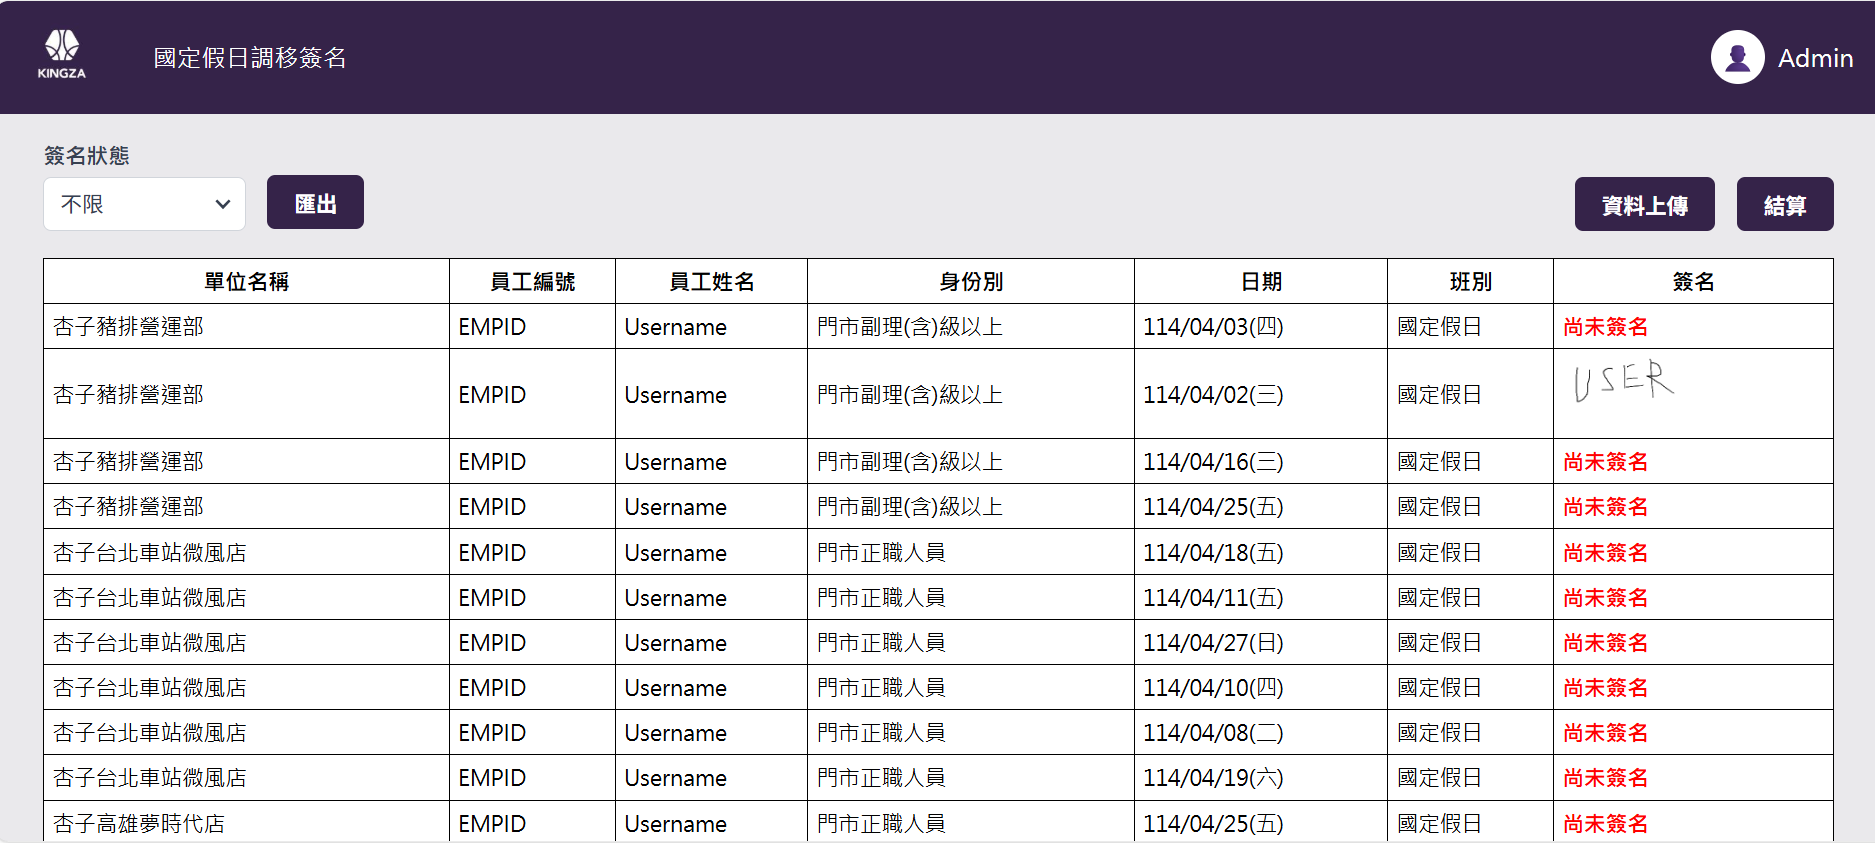 KINGZA
國定假日調移簽名
Admin
簽名狀態
不限
匯出
資料上傳
結算
單位名稱 員工編號 員工姓名 身份別 日期 班別 簽名
杏子豬排營運部 EMPID Username 門市副理(含)級以上 114/04/03(四) 國定假日 尚未簽名
杏子豬排營運部 EMPID Username 門市副理(含)級以上 114/04/02(三) 國定假日 USER
杏子豬排營運部 EMPID Username 門市副理(含)級以上 114/04/16(三) 國定假日 尚未簽名
杏子豬排營運部 EMPID Username 門市副理(含)級以上 114/04/25(五) 國定假日 尚未簽名
杏子台北車站微風店 EMPID Username 門市正職人員 114/04/18(五) 國定假日 尚未簽名
杏子台北車站微風店 EMPID Username 門市正職人員 114/04/11(五) 國定假日 尚未簽名
杏子台北車站微風店 EMPID Username 門市正職人員 114/04/27(日) 國定假日 尚未簽名
杏子台北車站微風店 EMPID Username 門市正職人員 114/04/10(四) 國定假日 尚未簽名
杏子台北車站微風店 EMPID Username 門市正職人員 114/04/08(二) 國定假日 尚未簽名
杏子台北車站微風店 EMPID Username 門市正職人員 114/04/19(六) 國定假日 尚未簽名
杏子高雄夢時代店 EMPID Username 門市正職人員 114/04/25(五) 國定假日 尚未簽名